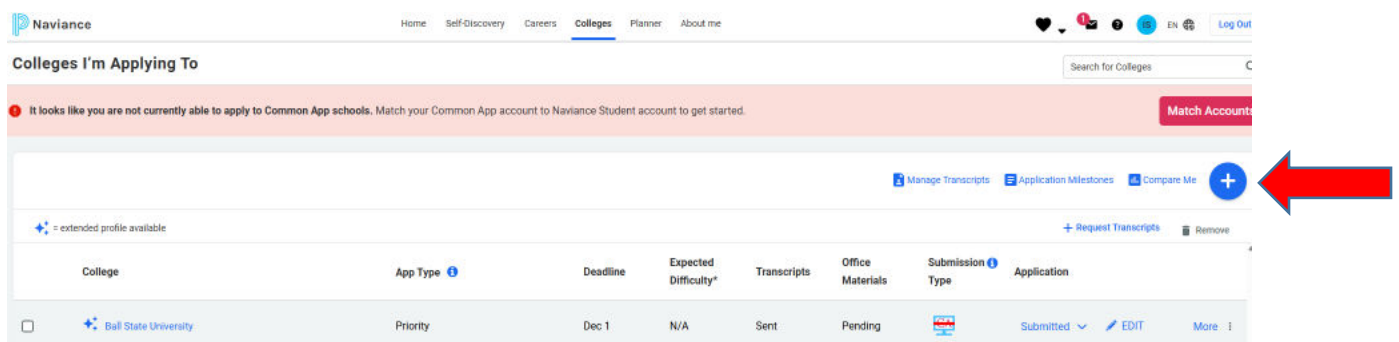 Naviance Home Self-Discovery Careers Colleges Planner About me 1 IS EN Log Out
Colleges I'm Applying To Search for Colleges
It looks like you are not currently able to apply to Common App schools. Match your Common App account to Naviance Student account to get started. Match Accounts
Manage Transcripts Application Milestones Compare Me +
= extended profile available + Request Transcripts Remove
College App Type Deadline Expected Difficulty* Transcripts Office Materials Submission Type Application
Ball State University Priority Dec 1 N/A Sent Pending CA Submitted EDIT More